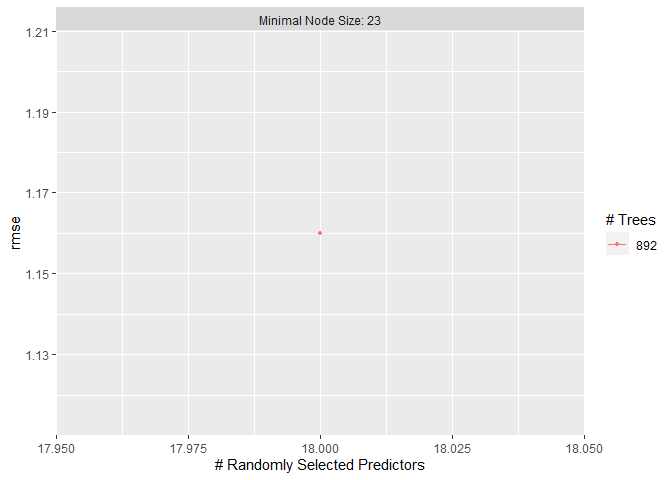 Minimal Node Size: 23
1.21
1.19
1.17
1.15
1.13
rmse
17.950
17.975
18.000
18.025
18.050
# Randomly Selected Predictors
# Trees
892